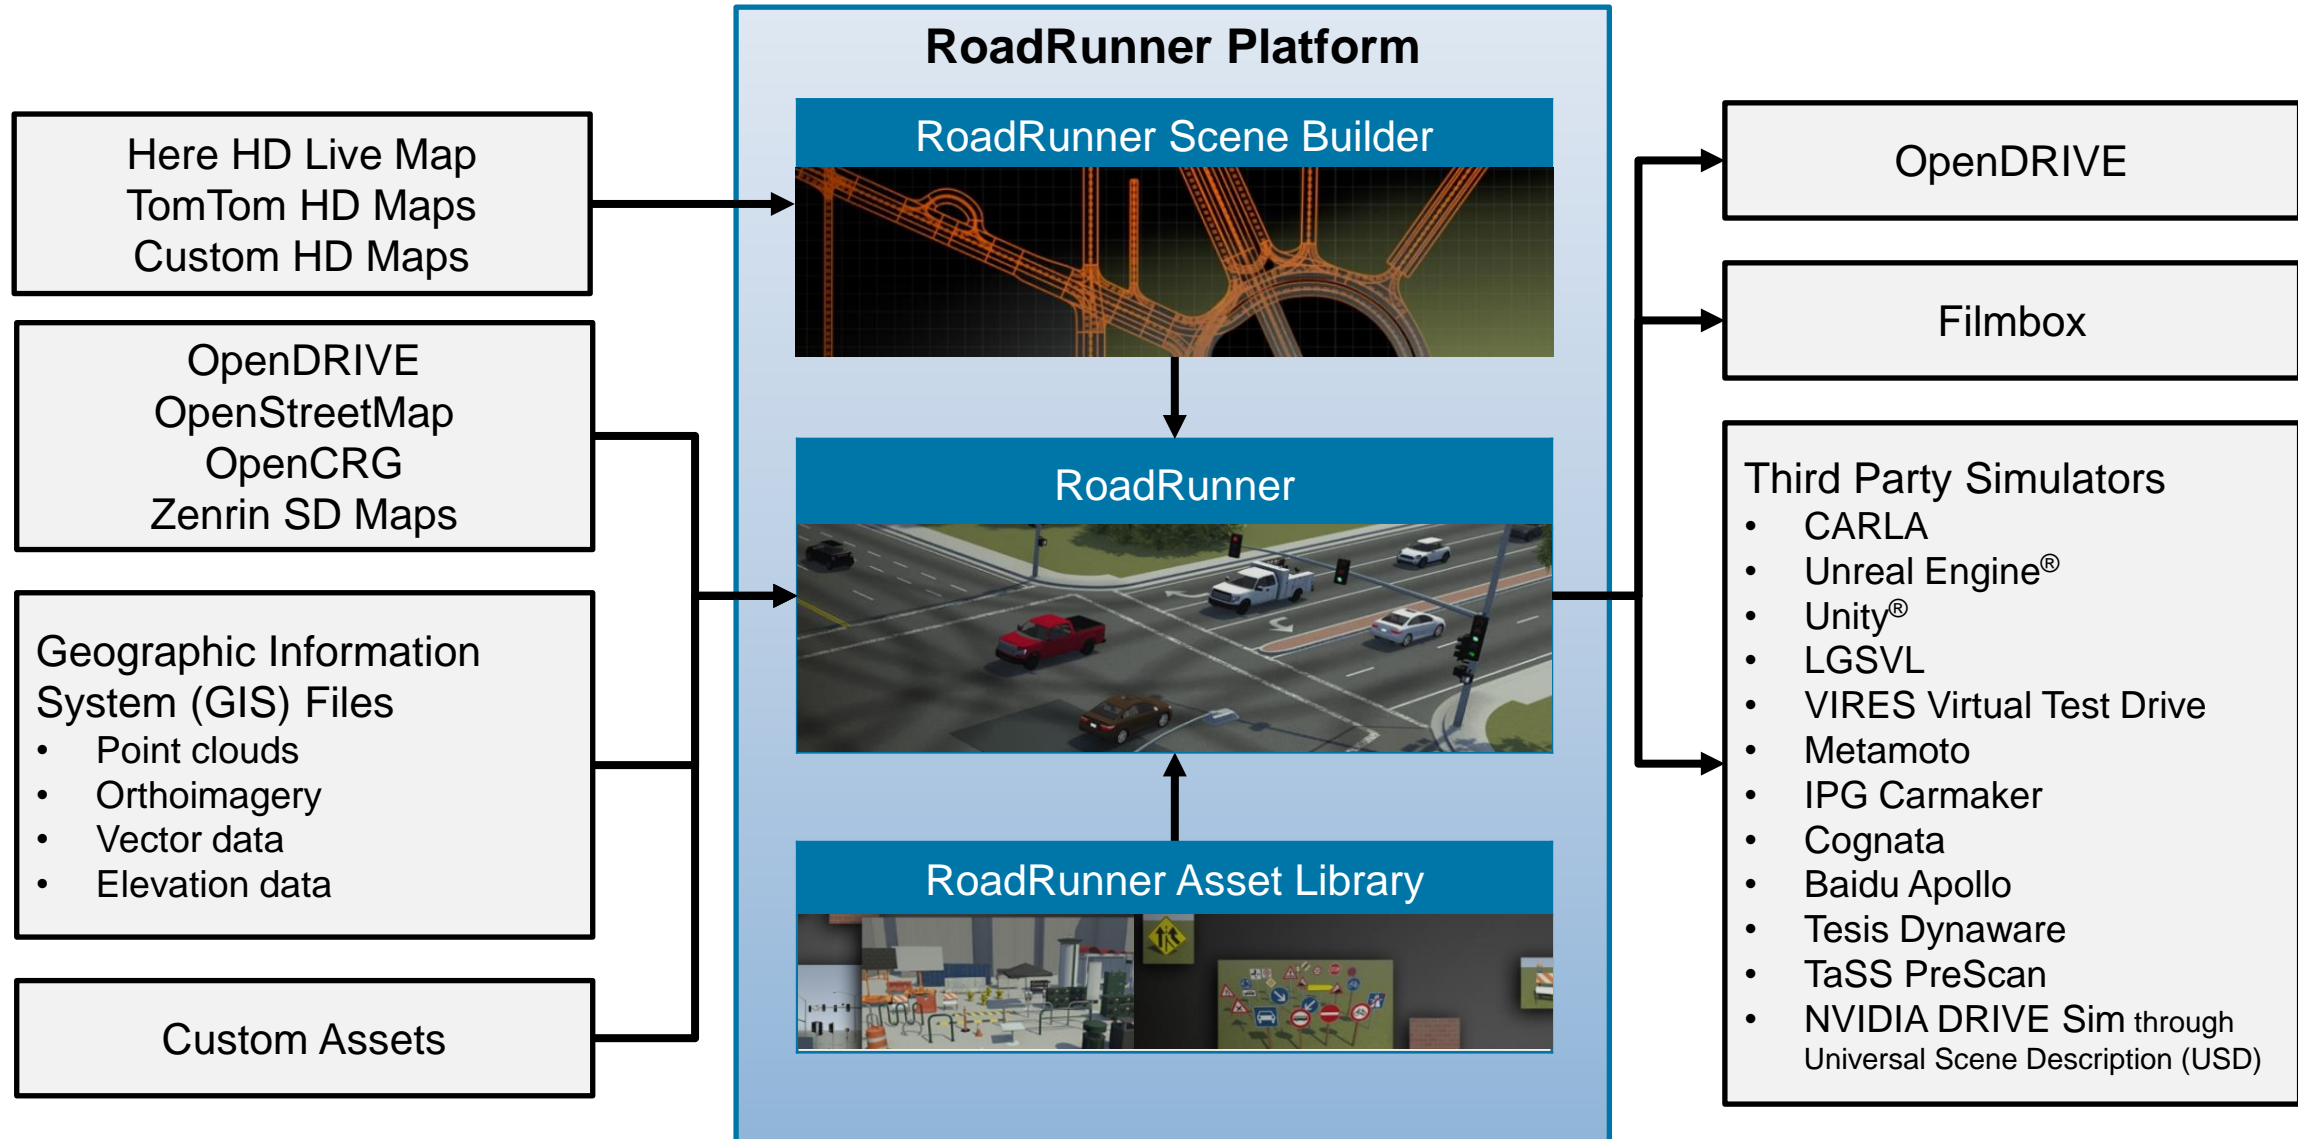 RoadRunner Platform
Here HD Live Map
TomTom HD Maps
Custom HD Maps
OpenDRIVE
OpenStreetMap
OpenCRG
Zenrin SD Maps
Geographic Information
System (GIS) Files
• Point clouds
• Orthoimagery
• Vector data
• Elevation data
Custom Assets
RoadRunner Scene Builder
RoadRunner
RoadRunner Asset Library
OpenDRIVE
Filmbox
Third Party Simulators
• CARLA
• Unreal Engine®
• Unity®
• LGSVL
• VIRES Virtual Test Drive
• Metamoto
• IPG Carmaker
• Cognata
• Baidu Apollo
• Tesis Dynaware
• TaSS PreScan
• NVIDIA DRIVE Sim through
Universal Scene Description (USD)